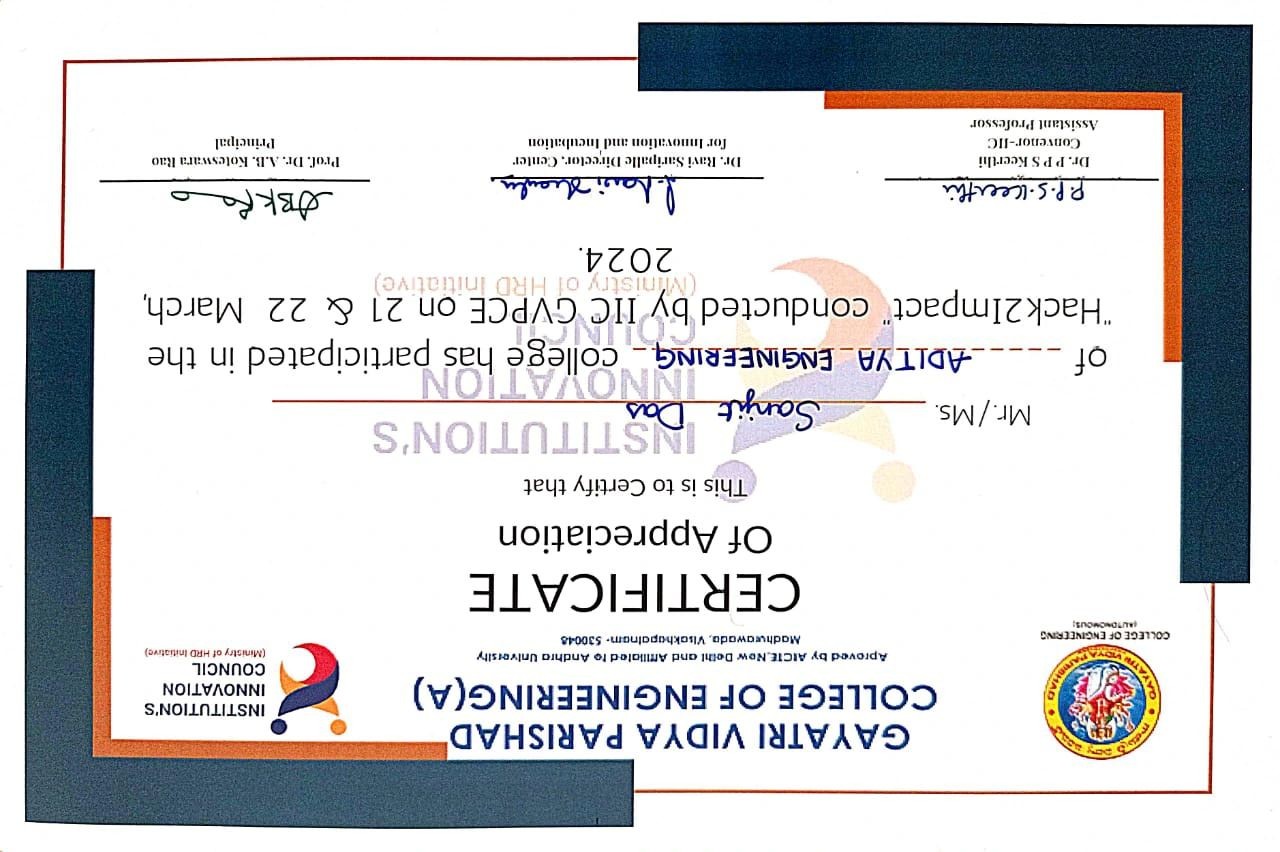 GAYATRI VIDYA PARISHAD
COLLEGE OF ENGINEERING(A)
Aproved by AICTE,New Delhi and Affiliated to Andhra University
Madhurawada, Visakhapatnam- 530048
గాయత్రీ విద్యా పరిషత్
GAYATRI VIDYA PARISHAD
COLLEGE OF ENGINEERING
(AUTONOMOUS)
INSTITUTION'S
INNOVATION
COUNCIL
(Ministry of HRD Initiative)
CERTIFICATE
Of Appreciation
This is to Certify that
INSTITUTION'S
INNOVATION
COUNCIL
(Ministry of HRD Initiative)
Mr./Ms. Sanjit Das
of ADITYA ENGINEERING college has participated in the
"Hack2Impact" conducted by IIC GVPCE on 21 & 22 March,
2024.
P.P.S.Keerthi
Dr. P P S Keerthi
Convenor-IIC
Assistant Professor
Dr. Ravi Saripalle Director, Center
for Innovation and Incubation
ABKRao
Prof. Dr. A.B. Koteswara Rao
Principal